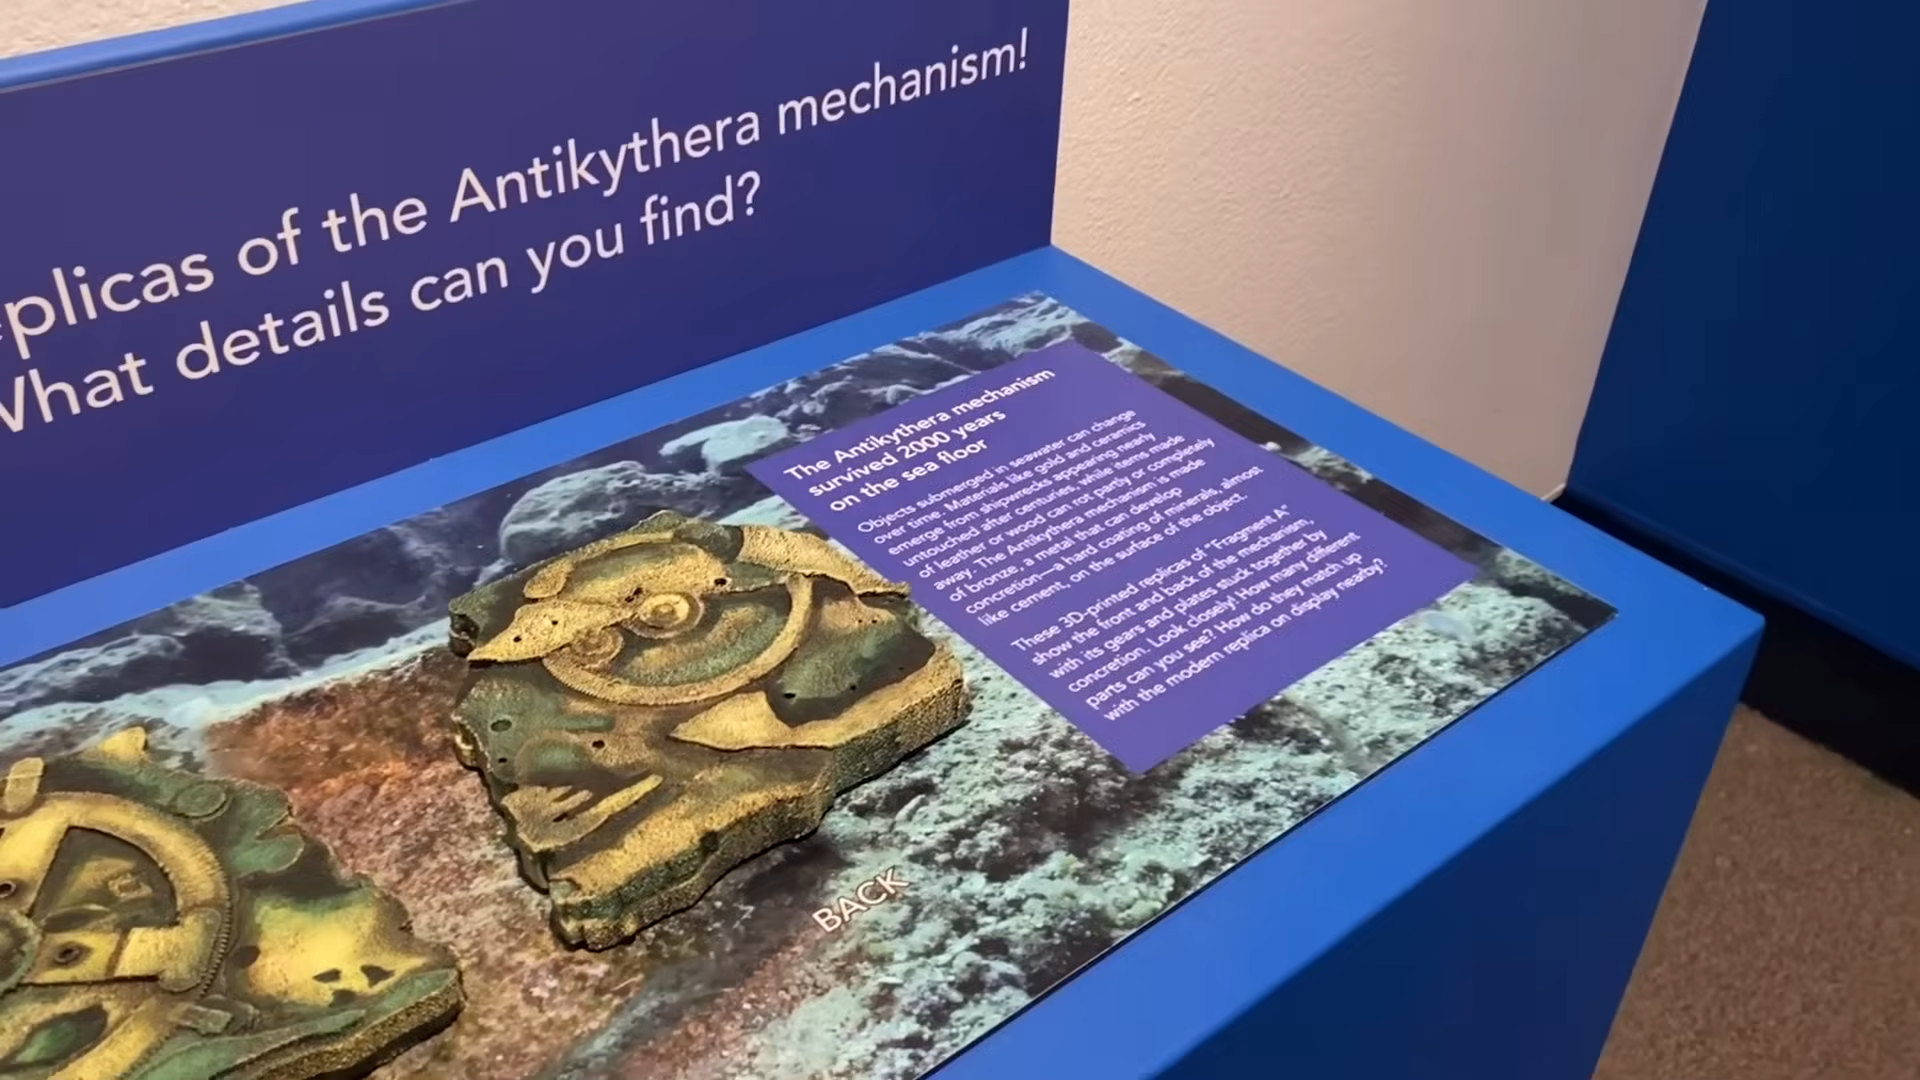 plicas of the Antikythera mechanism!
What details can you find?
The Antikythera mechanism
survived 2000 years
on the sea floor
Objects submerged in seawater can change
over time. Materials like gold and ceramics
emerge from shipwrecks appearing nearly
untouched after centuries, while items made
of leather or wood can rot partly or completely
away. The Antikythera mechanism is made
of bronze, a metal that can develop
concretion—a hard coating of minerals, almost
like cement, on the surface of the object.
These 3D-printed replicas of "Fragment A"
show the front and back of the mechanism,
with its gears and plates stuck together by
concretion. Look closely! How many different
parts can you see? How do they match up
with the modern replica on display nearby?
BACK